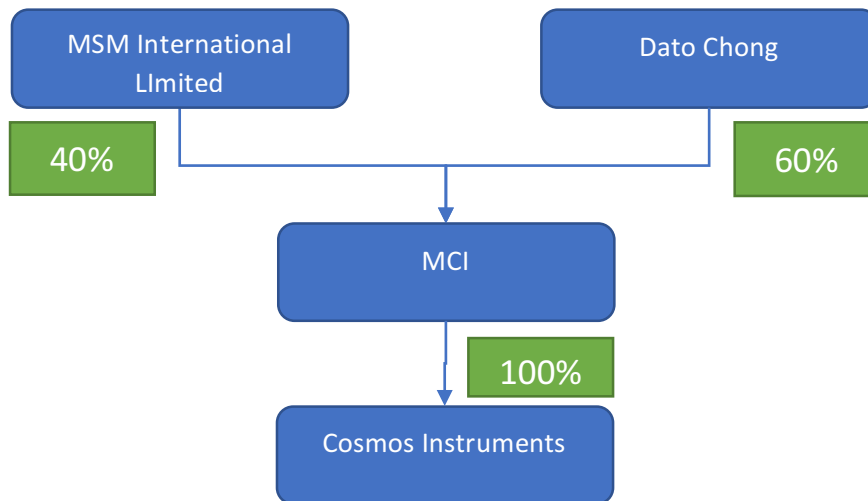 MSM International
LImited
Dato Chong
40%
60%
MCI
100%
Cosmos Instruments